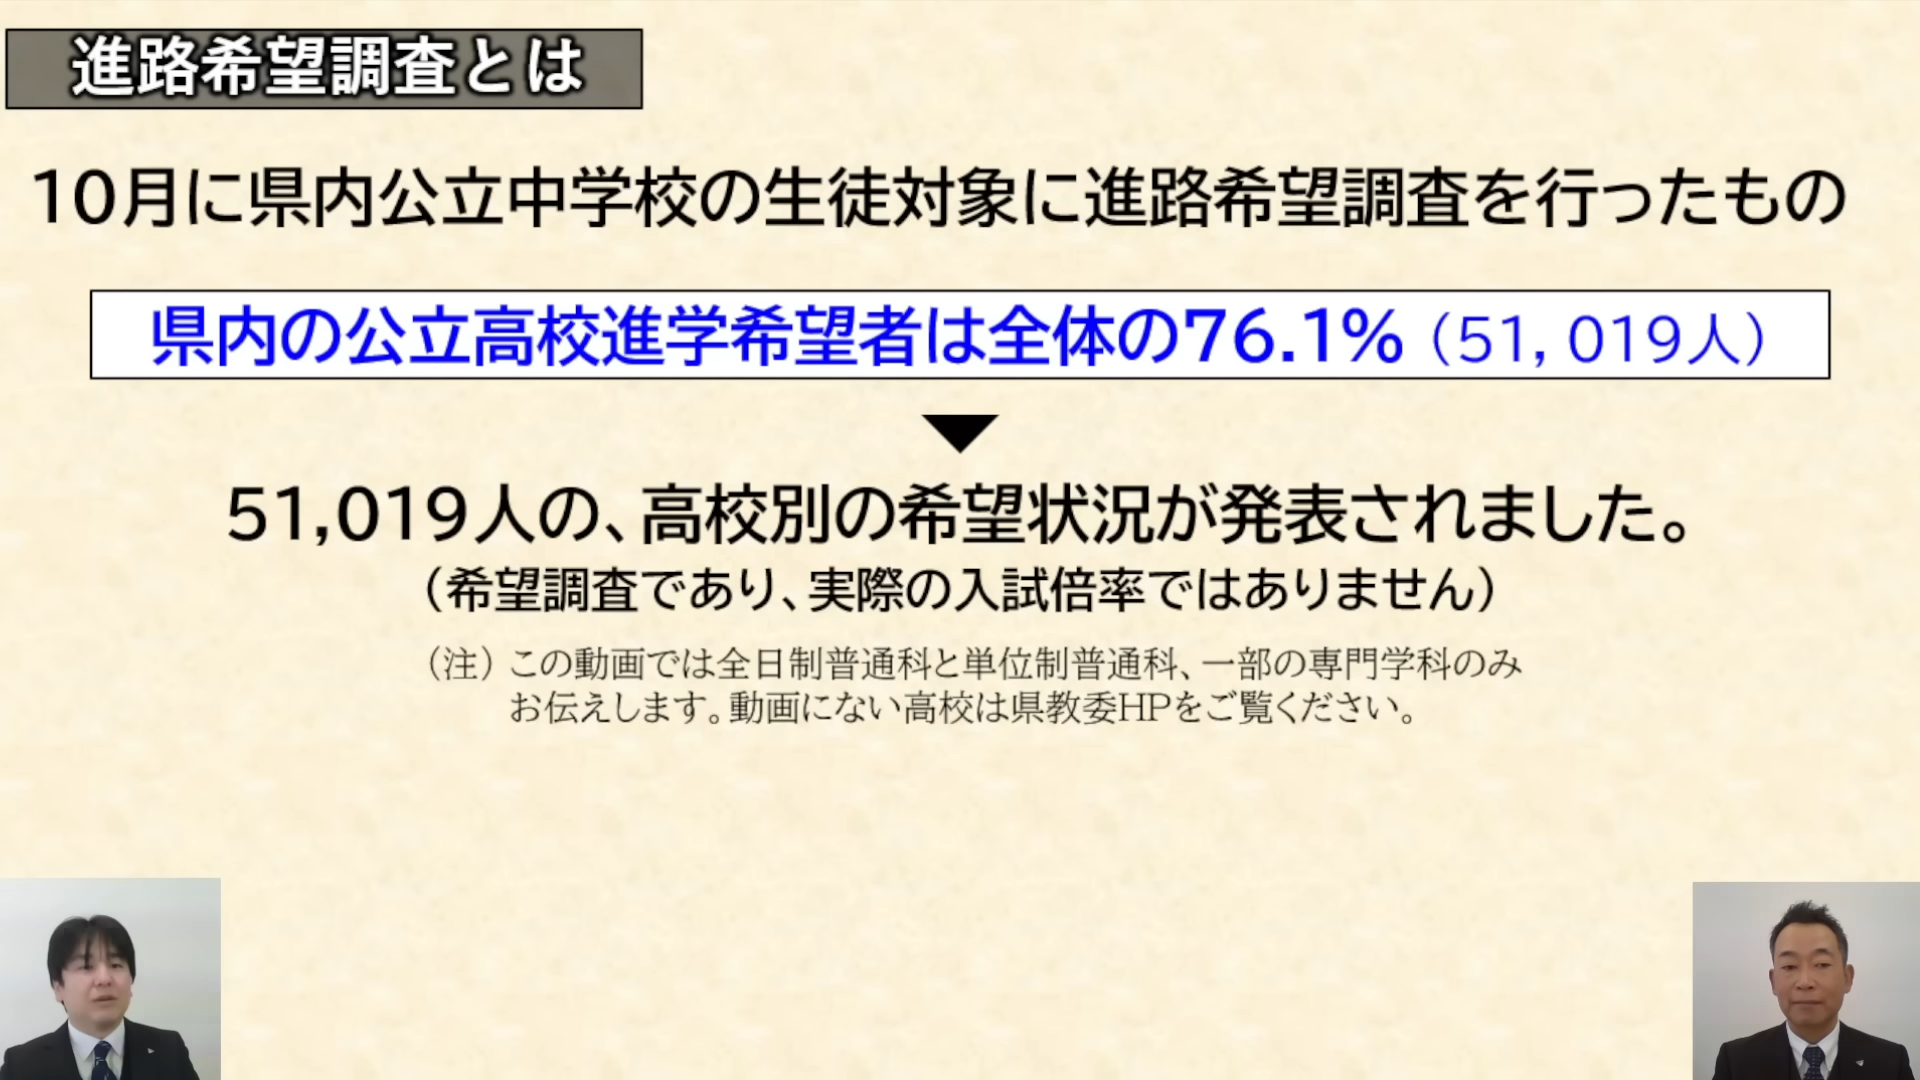 進路希望調査とは
10月に県内公立中学校の生徒対象に進路希望調査を行ったもの
県内の公立高校進学希望者は全体の76.1%（51,019人）
51,019人の、高校別の希望状況が発表されました。
（希望調査であり、実際の入試倍率ではありません）
（注）この動画では全日制普通科と単位制普通科、一部の専門学科のみ
お伝えします。動画にない高校は県教委HPをご覧ください。